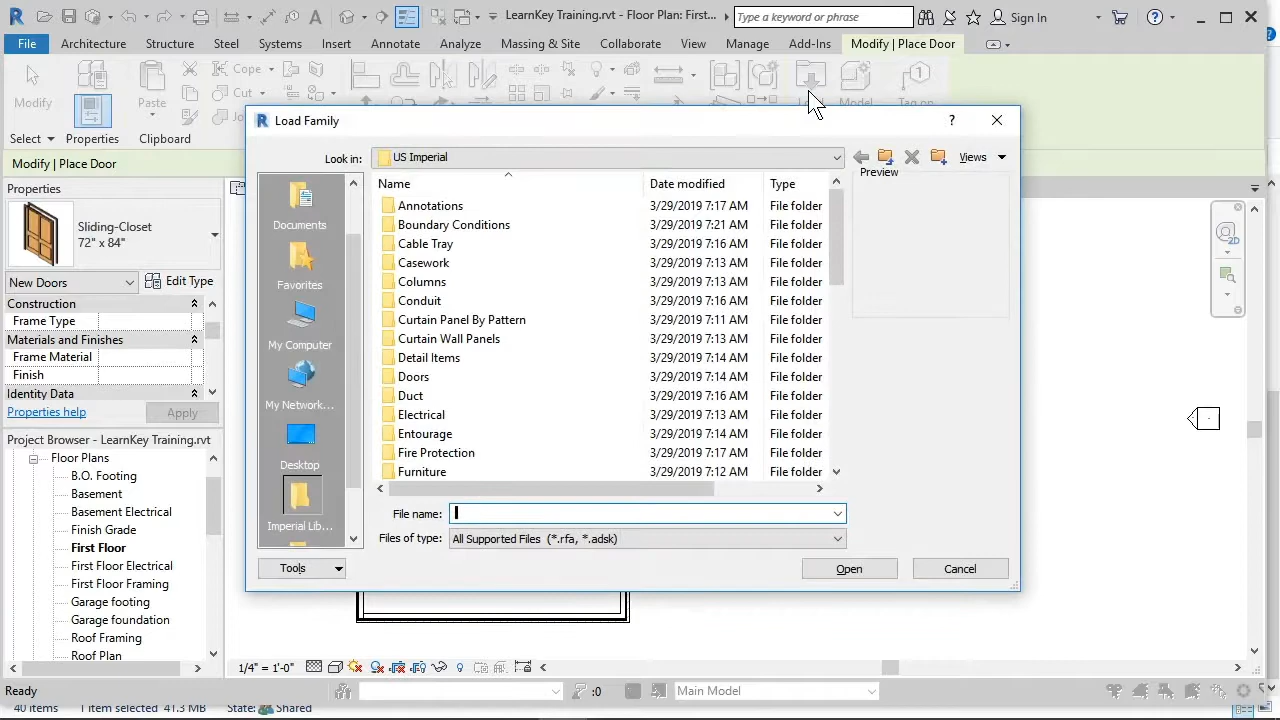 LearnKey Training.rvt - Floor Plan: First...
Type a keyword or phrase
Sign In
File
Architecture
Structure
Steel
Systems
Insert
Annotate
Analyze
Massing & Site
Collaborate
View
Manage
Add-Ins
Modify | Place Door
Modify
Paste
Cope
Cut
Select
Properties
Clipboard
Modify | Place Door
Load Family
Look in:
US Imperial
Views
Preview
Properties
Sliding-Closet
72" x 84"
New Doors
Edit Type
Construction
Frame Type
Materials and Finishes
Frame Material
Finish
Identity Data
Properties help
Apply
Documents
Favorites
My Computer
My Network...
Desktop
Imperial Lib...
Name Date modified Type
Annotations 3/29/2019 7:17 AM File folder
Boundary Conditions 3/29/2019 7:21 AM File folder
Cable Tray 3/29/2019 7:16 AM File folder
Casework 3/29/2019 7:13 AM File folder
Columns 3/29/2019 7:13 AM File folder
Conduit 3/29/2019 7:16 AM File folder
Curtain Panel By Pattern 3/29/2019 7:11 AM File folder
Curtain Wall Panels 3/29/2019 7:13 AM File folder
Detail Items 3/29/2019 7:14 AM File folder
Doors 3/29/2019 7:14 AM File folder
Duct 3/29/2019 7:16 AM File folder
Electrical 3/29/2019 7:13 AM File folder
Entourage 3/29/2019 7:14 AM File folder
Fire Protection 3/29/2019 7:17 AM File folder
Furniture 3/29/2019 7:12 AM File folder
File name:
Files of type: All Supported Files (*.rfa, *.adsk)
Tools
Open
Cancel
Project Browser - LearnKey Training.rvt
Floor Plans
B.O. Footing
Basement
Basement Electrical
Finish Grade
First Floor
First Floor Electrical
First Floor Framing
Garage footing
Garage foundation
Roof Framing
Roof Plan
1/4" = 1'-0"
Ready
:0
Main Model
40 items
1 item selected 41.3 MB
State: Shared